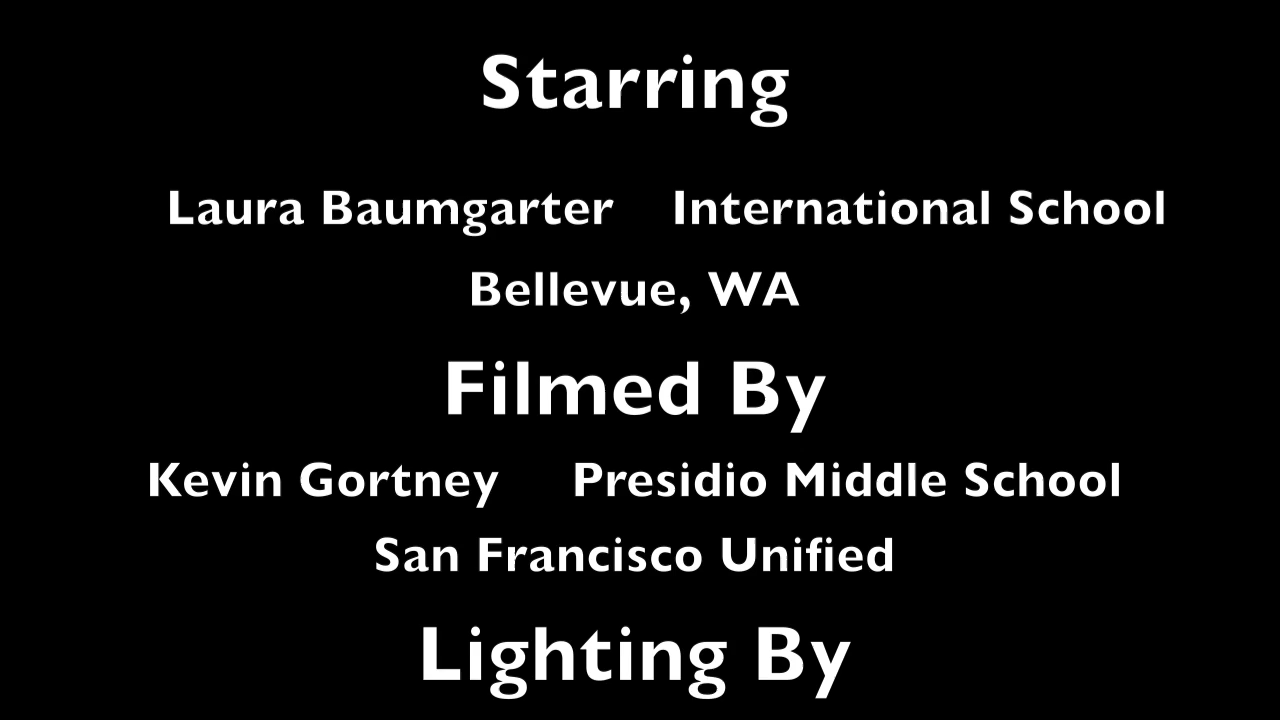 Starring
Laura Baumgarter International School
Bellevue, WA
Filmed By
Kevin Gortney Presidio Middle School
San Francisco Unified
Lighting By